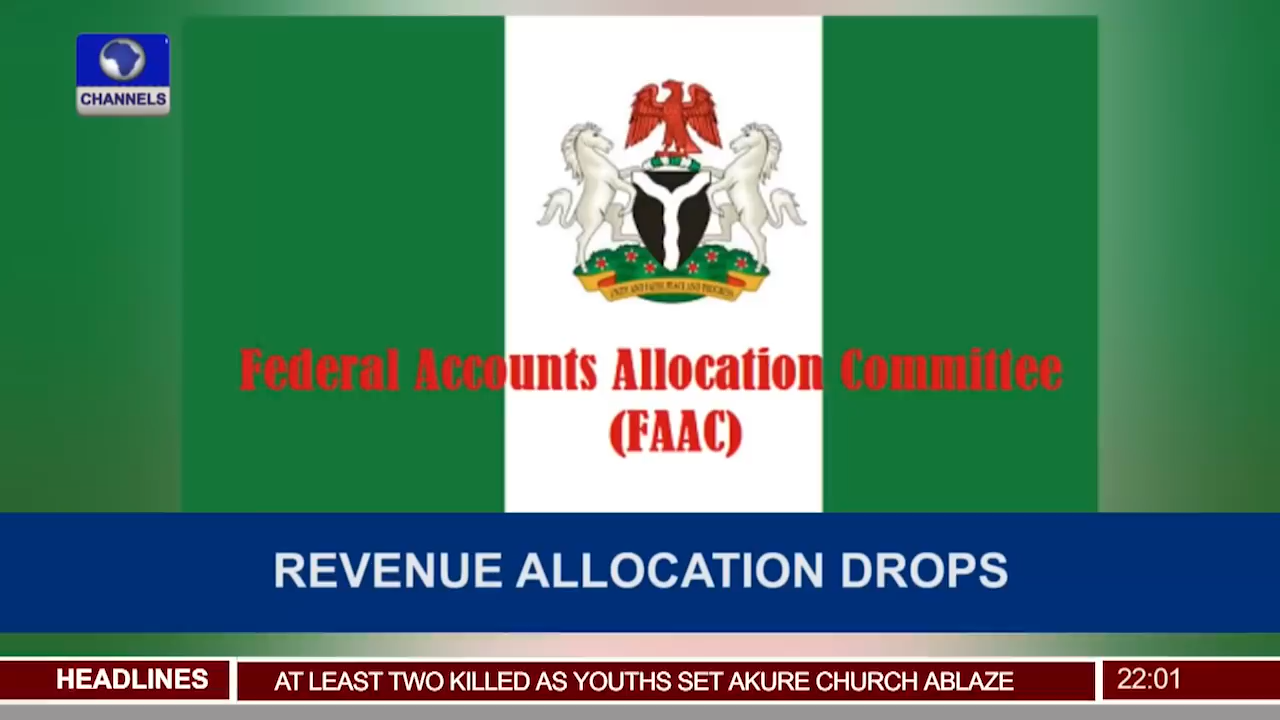 CHANNELS
Federal Accounts Allocation Committee
(FAAC)
REVENUE ALLOCATION DROPS
HEADLINES
AT LEAST TWO KILLED AS YOUTHS SET AKURE CHURCH ABLAZE
22:01